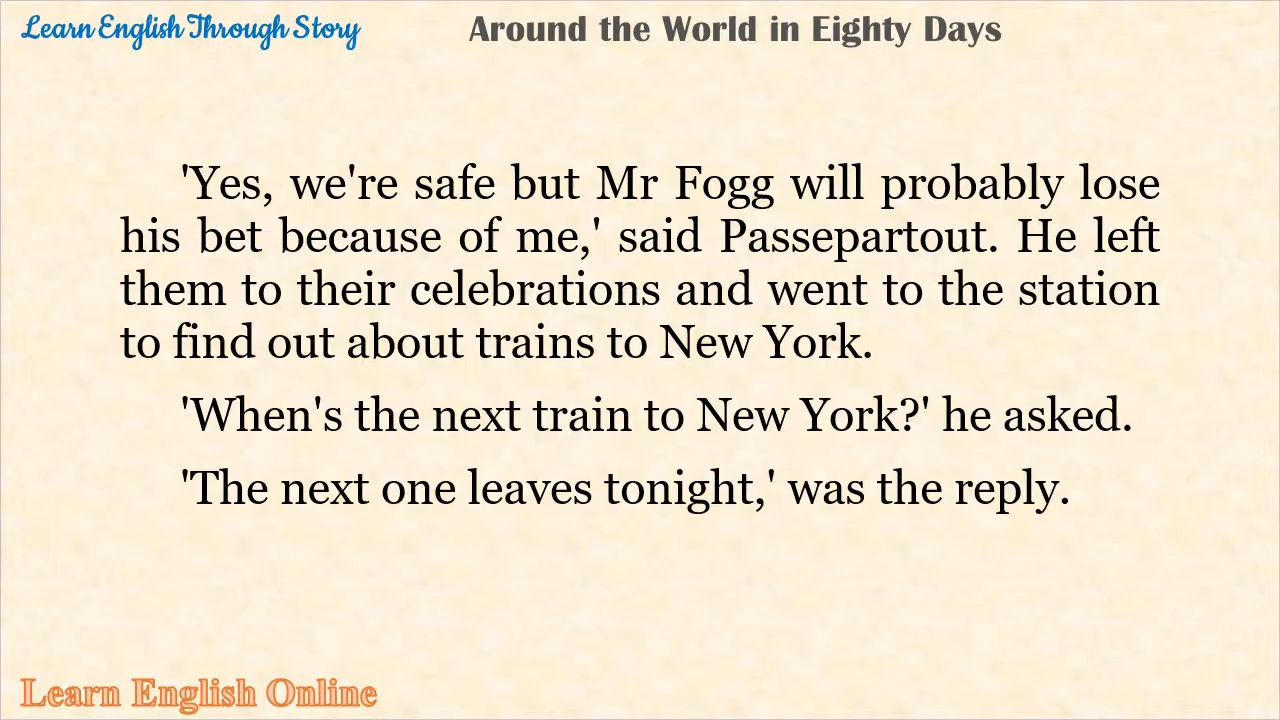 Learn English Through Story
Around the World in Eighty Days
'Yes, we're safe but Mr Fogg will probably lose
his bet because of me,' said Passepartout. He left
them to their celebrations and went to the station
to find out about trains to New York.
'When's the next train to New York?' he asked.
'The next one leaves tonight,' was the reply.
Learn English Online